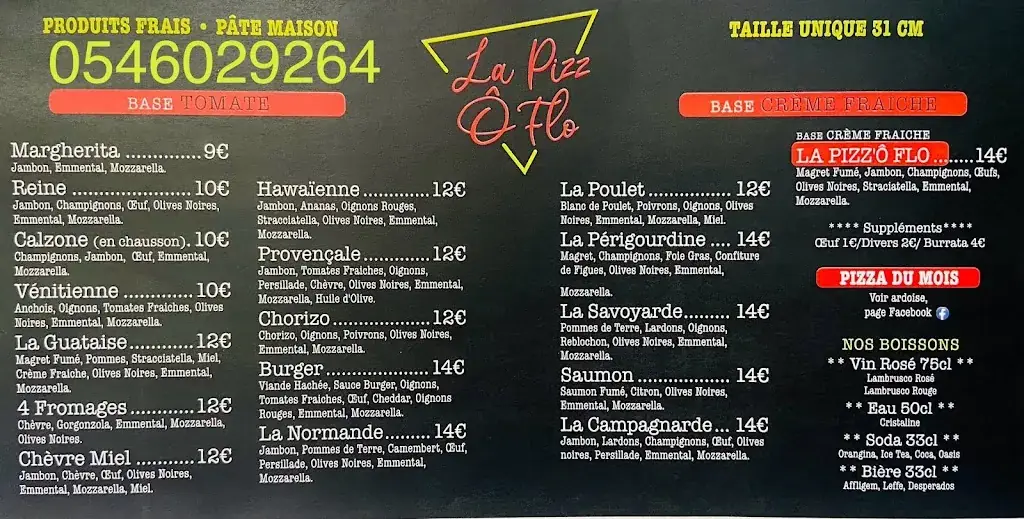 PRODUITS FRAIS • PÂTE MAISON
0546029264
BASE TOMATE
La Pizz
Ô Flo
TAILLE UNIQUE 31 CM
BASE CRÈME FRAICHE
Margherita .............9€
Jambon, Emmental, Mozzarella.
Reine ......................10€
Jambon, Champignons, Œuf, Olives Noires,
Emmental, Mozzarella.
Calzone (en chausson). 10€
Champignons, Jambon, Œuf, Emmental,
Mozzarella.
Vénitienne .............10€
Anchois, Oignons, Tomates Fraiches, Olives
Noires, Emmental, Mozzarella.
La Guataise.............12€
Magret Fumé, Pommes, Stracciatella, Miel,
Crème Fraiche, Olives Noires, Emmental,
Mozzarella.
4 Fromages............12€
Chèvre, Gorgonzola, Emmental, Mozzarella,
Olives Noires.
Chèvre Miel ...........12€
Jambon, Chèvre, Œuf, Olives Noires,
Emmental, Mozzarella, Miel.
Hawaïenne ................12€
Jambon, Ananas, Oignons Rouges,
Stracciatella, Olives Noires, Emmental,
Mozzarella.
Provençale .................12€
Jambon, Tomates Fraiches, Oignons,
Persillade, Chèvre, Olives Noires, Emmental,
Mozzarella, Huile d'Olive.
Chorizo ......................12€
Chorizo, Oignons, Poivrons, Olives Noires,
Emmental, Mozzarella.
Burger .......................14€
Viande Hachée, Sauce Burger, Oignons,
Tomates Fraiches, Œuf, Cheddar, Oignons
Rouges, Emmental, Mozzarella.
La Normande...........14€
Jambon, Pommes de Terre, Camembert, Œuf,
Persillade, Olives Noires, Emmental,
Mozzarella.
La Poulet ..................12€
Blanc de Poulet, Poivrons, Oignons, Olives
Noires, Emmental, Mozzarella, Miel.
La Périgourdine .... 14€
Magret, Champignons, Foie Gras, Confiture
de Figues, Olives Noires, Emmental,
Mozzarella.
La Savoyarde........... 14€
Pommes de Terre, Lardons, Oignons,
Reblochon, Olives Noires, Emmental,
Mozzarella.
Saumon .................... 14€
Saumon Fumé, Citron, Olives Noires,
Emmental, Mozzarella.
La Campagnarde... 14€
Jambon, Lardons, Champignons, Œuf, Olives
noires, Persillade, Emmental, Mozzarella.
BASE CRÈME FRAICHE
LA PIZZ'Ô FLO ........14€
Magret Fumé, Jambon, Champignons, Œufs,
Olives Noires, Straciatella, Emmental,
Mozzarella.
**** Suppléments****
Œuf 1€/Divers 2€/ Burrata 4€
PIZZA DU MOIS
Voir ardoise,
page Facebook
NOS BOISSONS
** Vin Rosé 75cl **
Lambrusco Rosé
Lambrusco Rouge
** Eau 50cl **
Cristaline
** Soda 33cl **
Orangina, Ice Tea, Coca, Oasis
** Bière 33cl **
Affligem, Leffe, Desperados